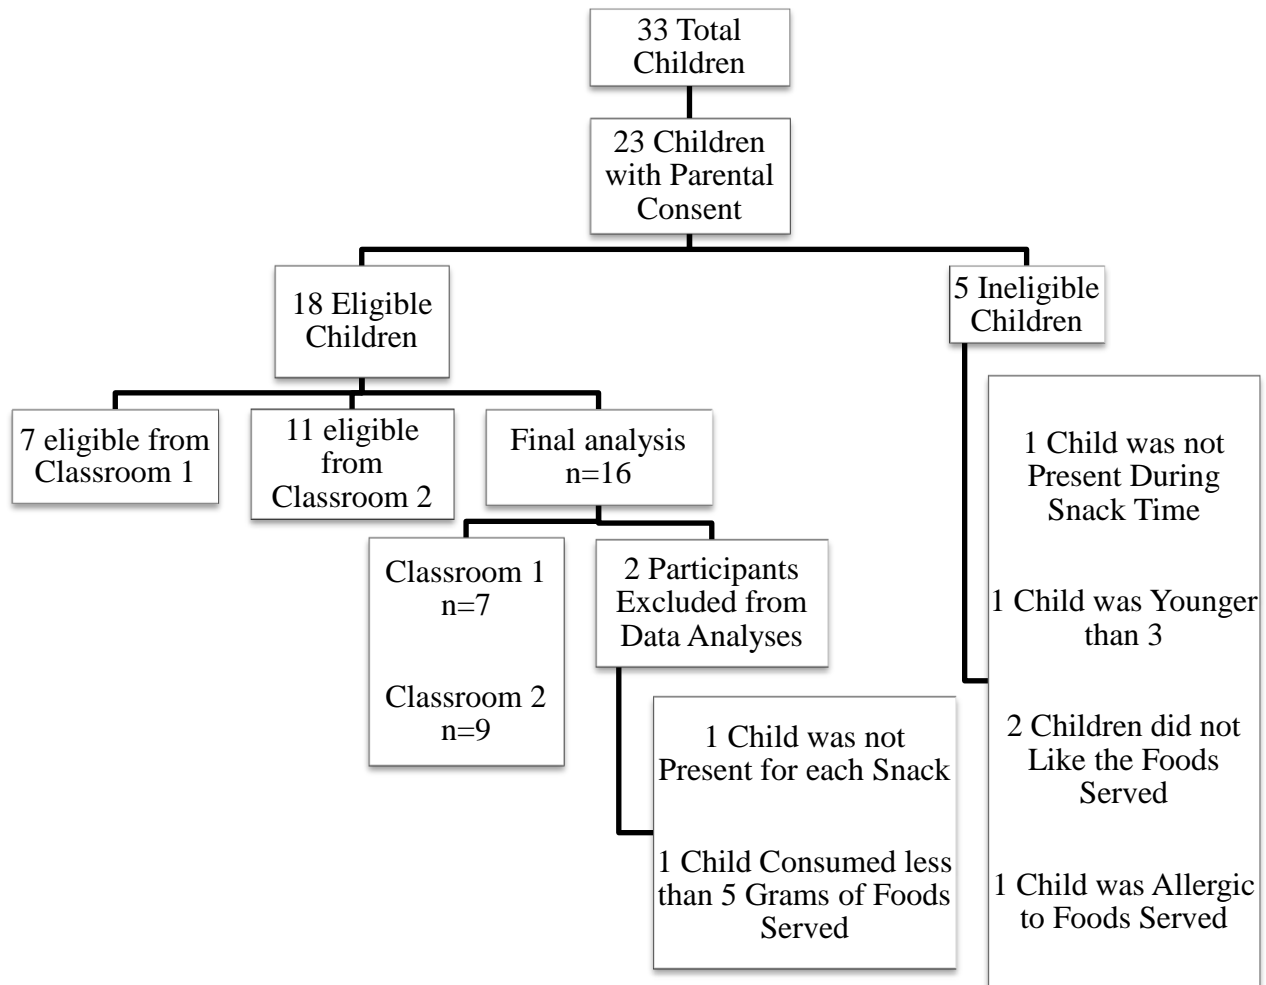 33 Total
Children
23 Children
with Parental
Consent
18 Eligible
Children
5 Ineligible
Children
7 eligible from
Classroom 1
11 eligible
from
Classroom 2
Final analysis
n=16
Classroom 1
n=7
Classroom 2
n=9
2 Participants
Excluded from
Data Analyses
1 Child was not
Present for each Snack
1 Child Consumed less
than 5 Grams of Foods
Served
1 Child was not
Present During
Snack Time
1 Child was Younger
than 3
2 Children did not
Like the Foods
Served
1 Child was Allergic
to Foods Served